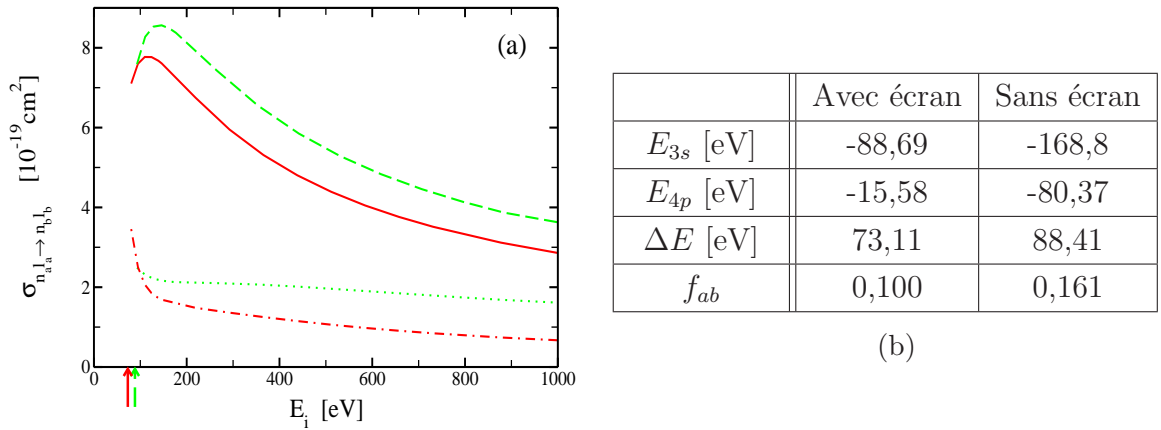 (a)
8
6
4
2
0
σ_{n_a l_a → n_b l_b} [10^{-19} cm^2]
0 200 400 600 800 1000
E_i [eV]
Avec écran Sans écran
E_{3s} [eV] -88,69 -168,8
E_{4p} [eV] -15,58 -80,37
ΔE [eV] 73,11 88,41
f_{ab} 0,100 0,161
(b)